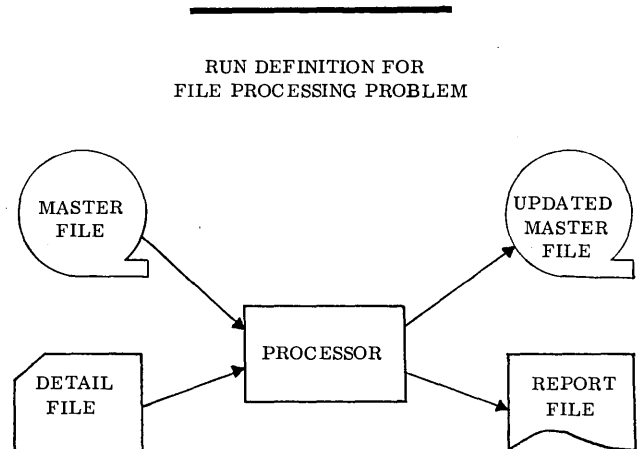 RUN DEFINITION FOR
FILE PROCESSING PROBLEM
MASTER
FILE
UPDATED
MASTER
FILE
PROCESSOR
DETAIL
FILE
REPORT
FILE